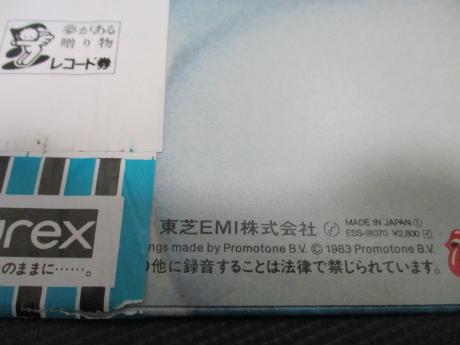 夢がある
贈り物
レコード券
rex
のままに……。
東芝EMI株式会社
MADE IN JAPAN ①
ESS-91070 ¥2,800
ngs made by Promotone B.V. © 1983 Promotone B.V.
の他に録音することは法律で禁じられています。